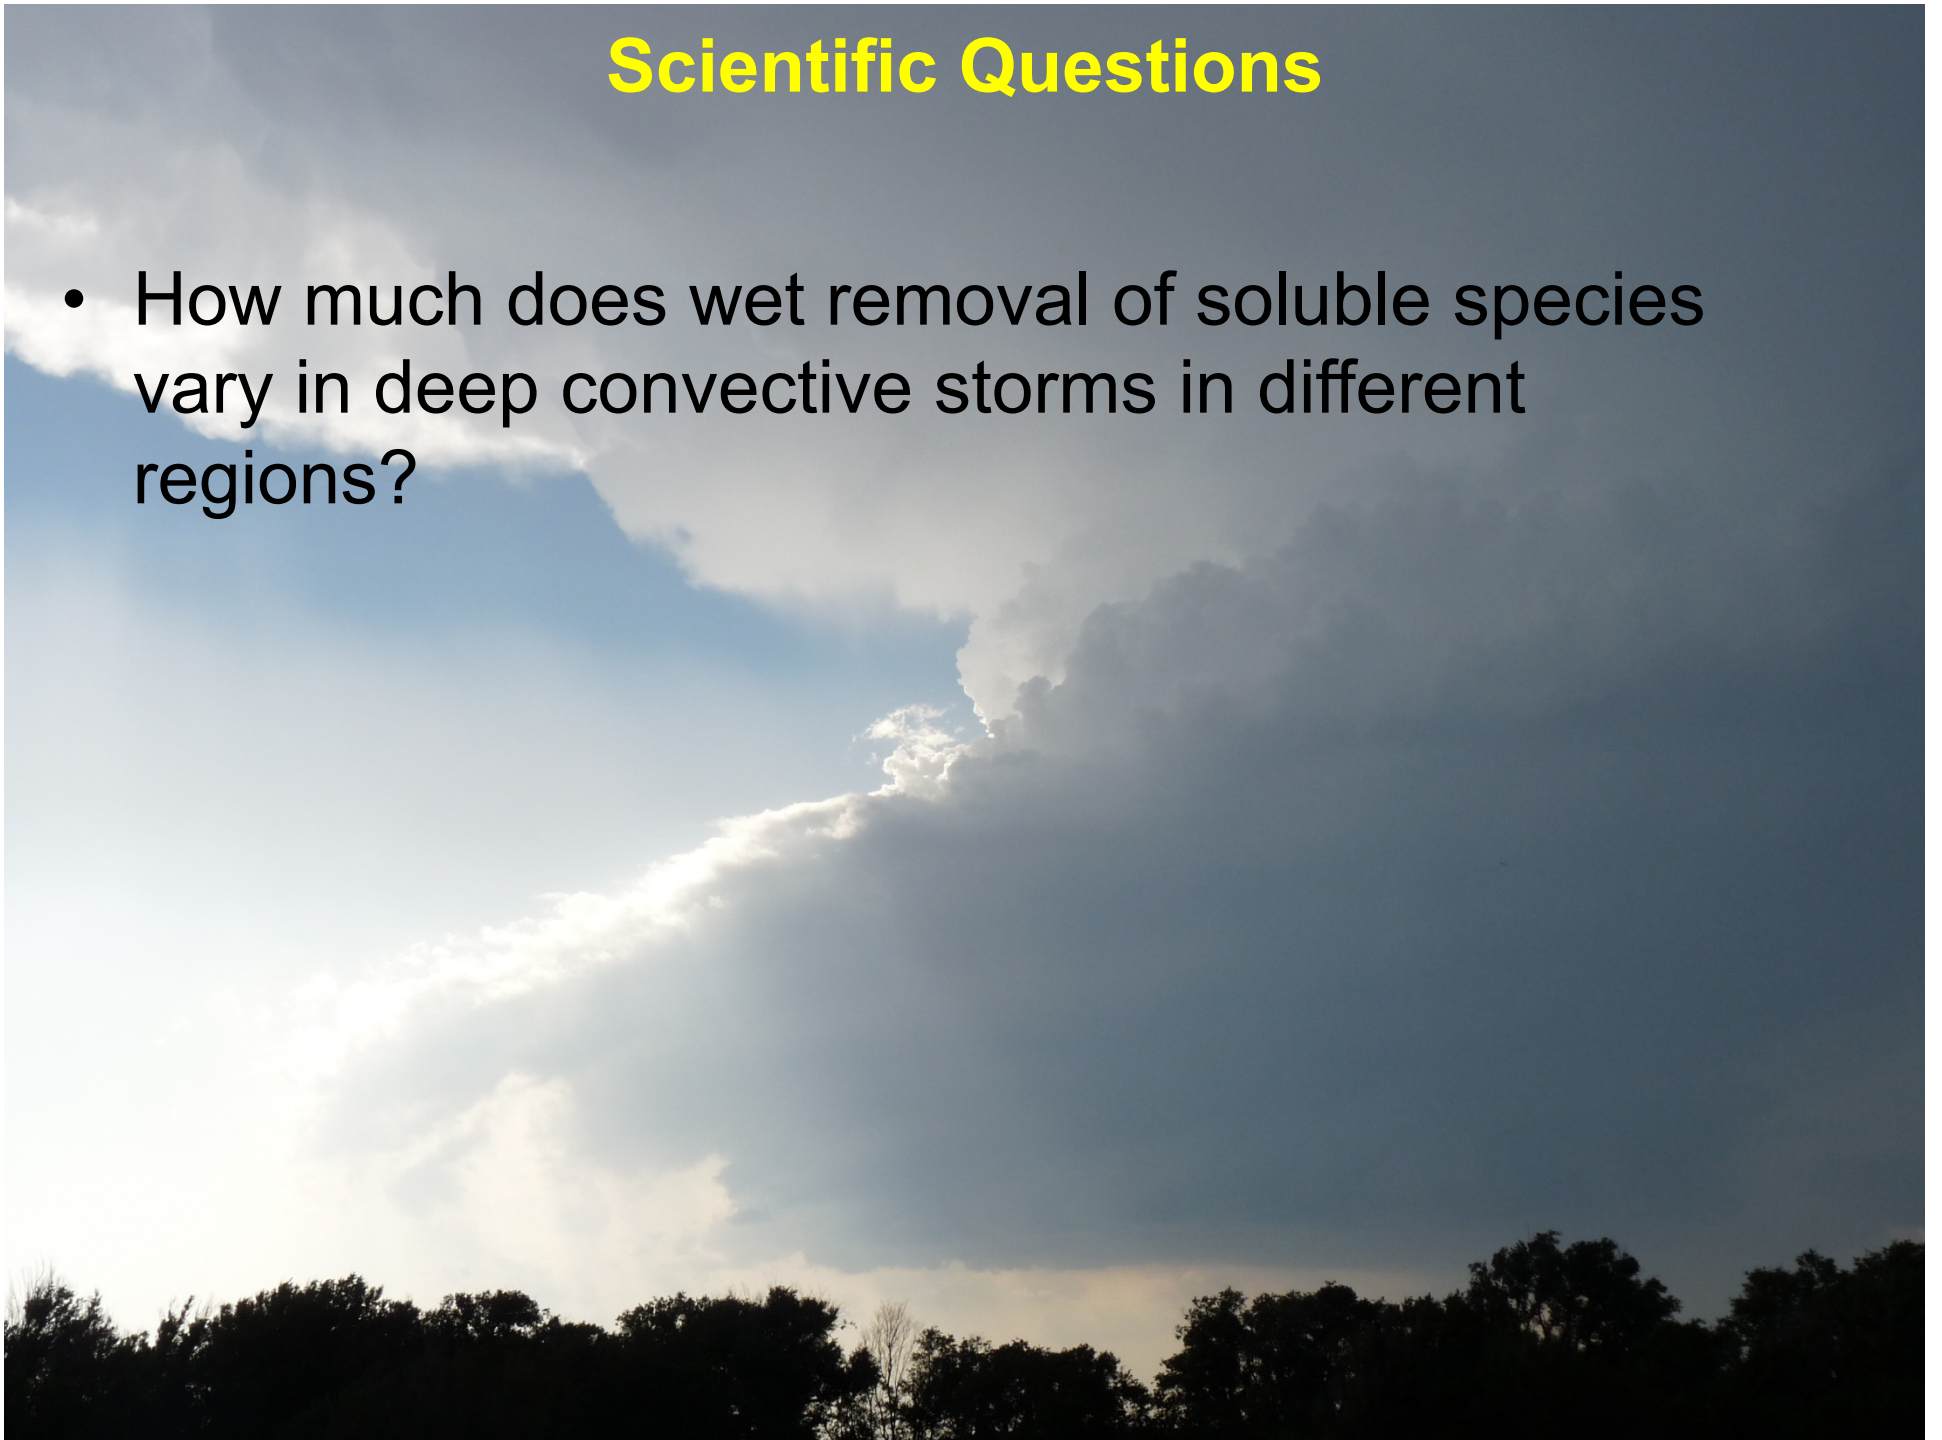 Scientific Questions
• How much does wet removal of soluble species
vary in deep convective storms in different
regions?